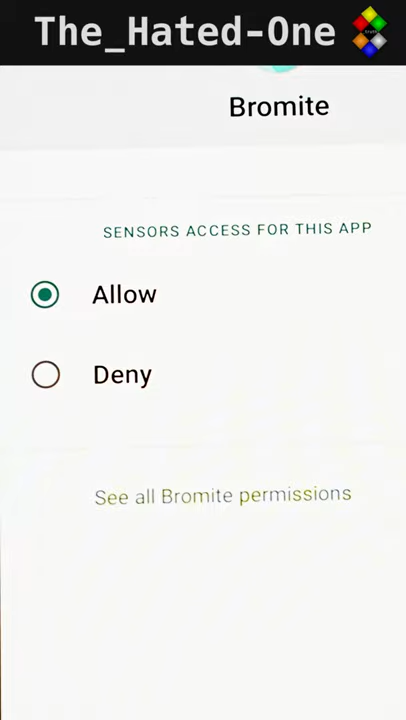 The_Hated-One
Bromite
SENSORS ACCESS FOR THIS APP
Allow
Deny
See all Bromite permissions